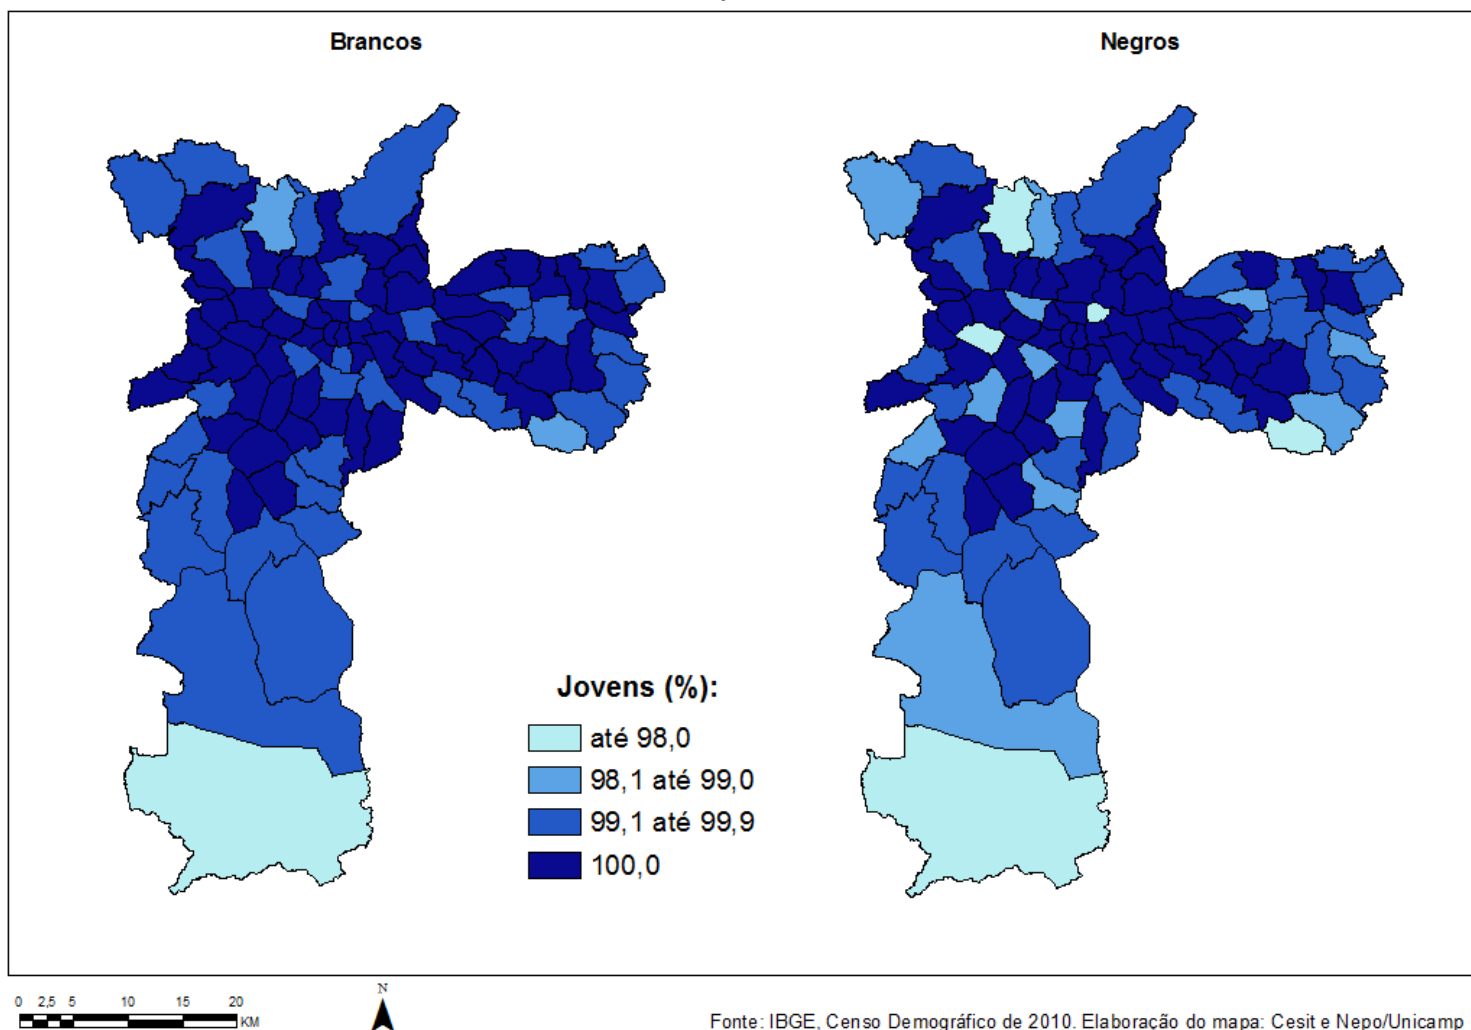 Brancos
Negros
Jovens (%):
até 98,0
98,1 até 99,0
99,1 até 99,9
100,0
0 2,5 5 10 15 20
KM
N
Fonte: IBGE, Censo Demográfico de 2010. Elaboração do mapa: Cesit e Nepo/Unicamp